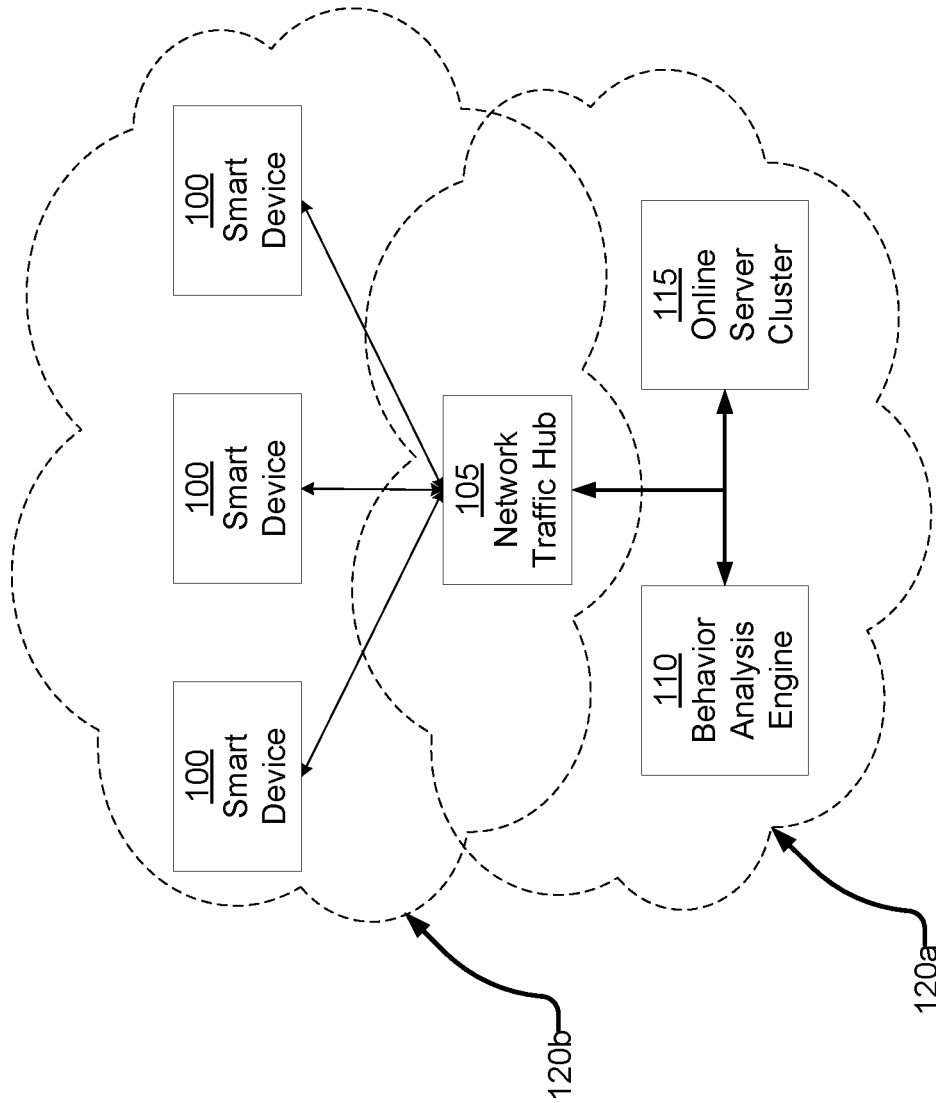 100
Smart
Device
100
Smart
Device
100
Smart
Device
105
Network
Traffic Hub
110
Behavior
Analysis
Engine
115
Online
Server
Cluster
120b
120a